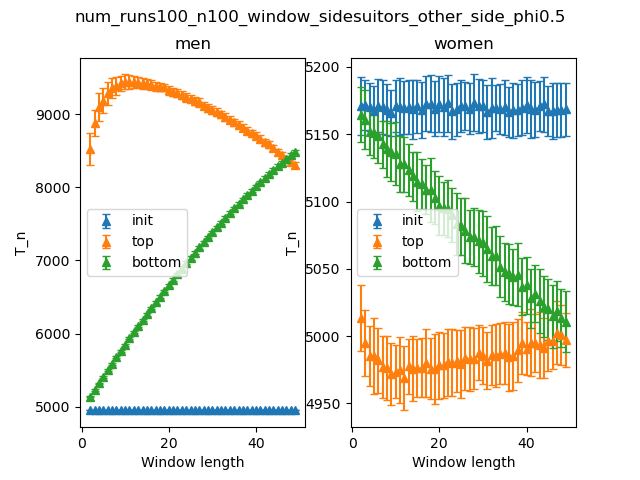 num_runs100_n100_window_sidesuitors_other_side_phi0.5
men
women
T_n
9000
8000
7000
6000
5000
init
top
bottom
0
20
40
Window length
T_n
5200
5150
5100
5050
5000
4950
init
top
bottom
0
20
40
Window length